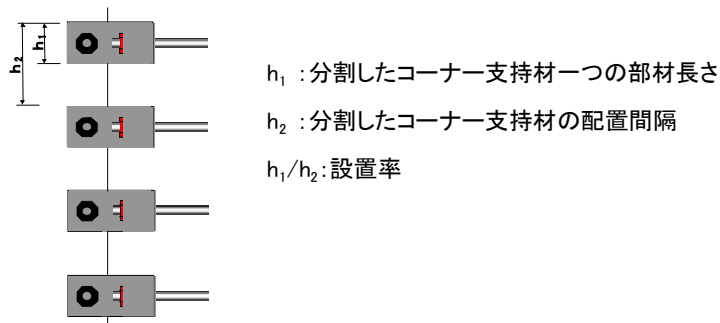 h₁
h₂
h₁ ：分割したコーナー支持材一つの部材長さ
h₂ ：分割したコーナー支持材の配置間隔
h₁/h₂：設置率